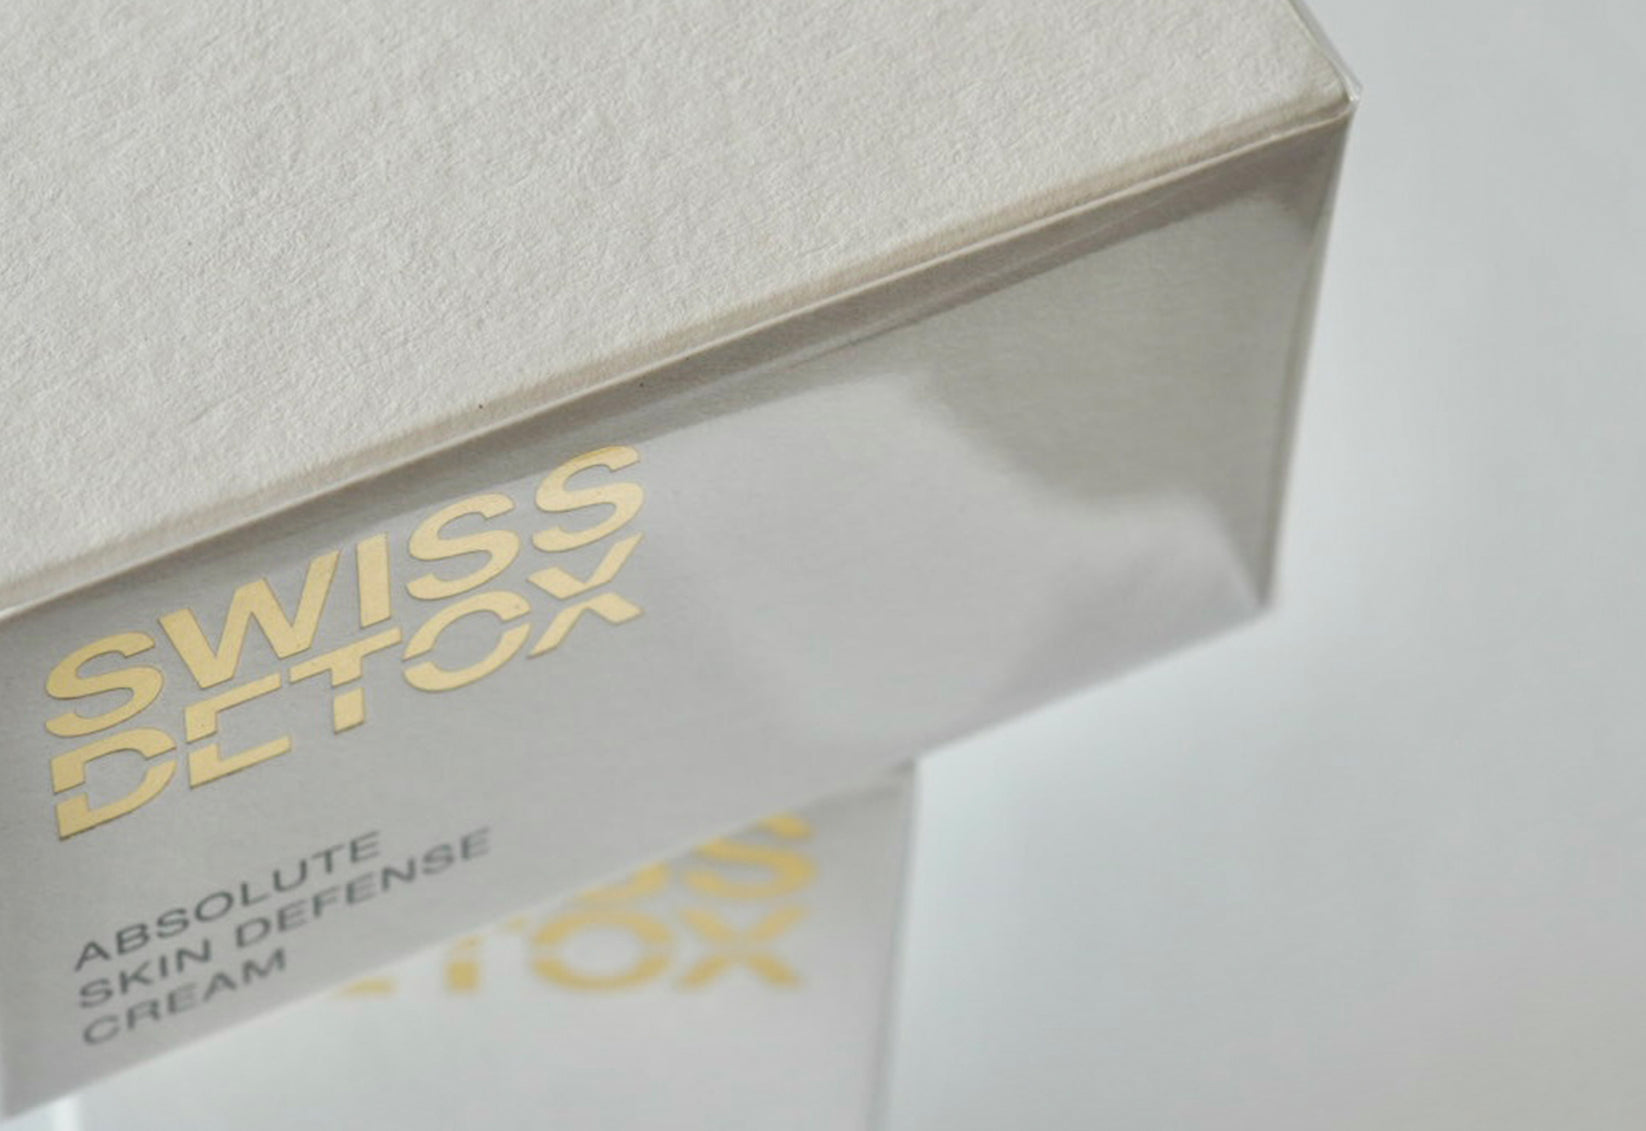 SWISS
DETOX
ABSOLUTE
SKIN DEFENSE
CREAM